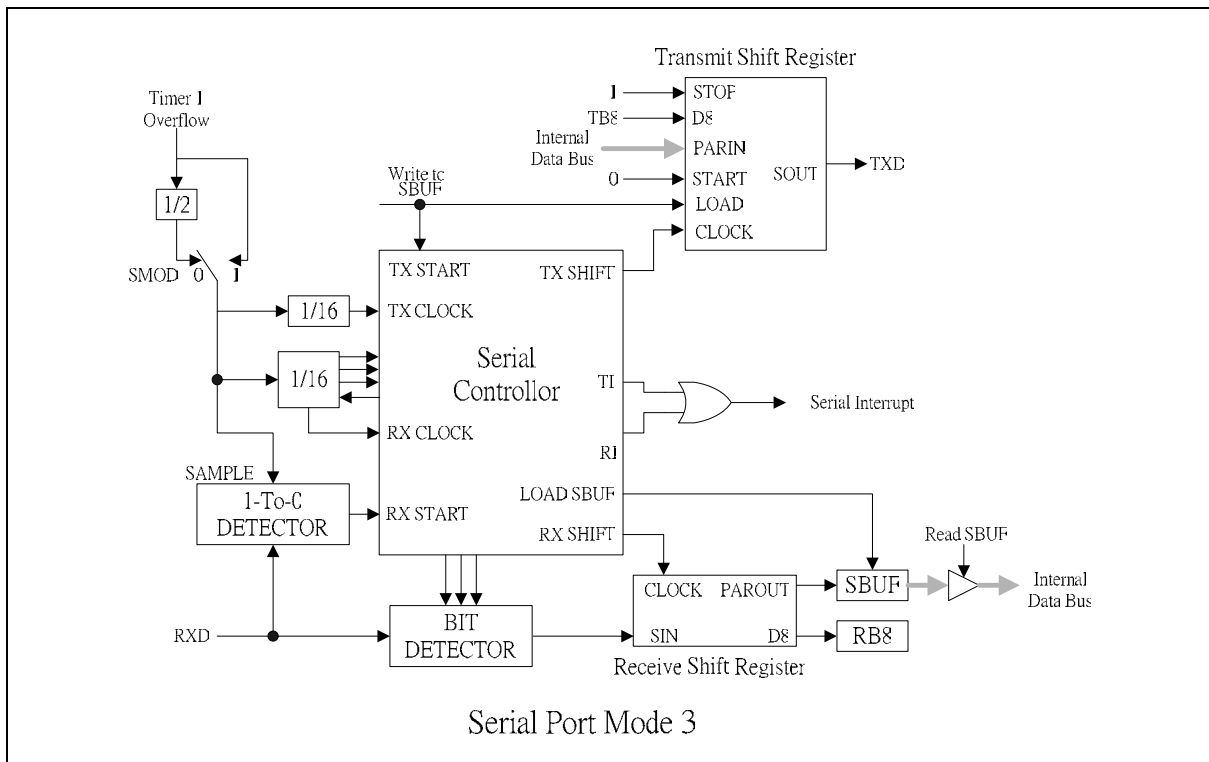 Transmit Shift Register
Timer 1
Overflow
1
STOF
TB8
D8
Internal
Data Bus
PARIN
0
START
SOUT
TXD
LOAD
CLOCK
Write tc
SBUF
1/2
SMOD 0 1
TX START
TX SHIFT
1/16
TX CLOCK
Serial
Controllor
1/16
TI
Serial Interrupt
RX CLOCK
RI
SAMPLE
1-To-C
DETECTOR
RX START
LOAD SBUF
RX SHIFT
Read SBUF
CLOCK PAROUT
SBUF
Internal
Data Bus
RXD
BIT
DETECTOR
SIN D8
RB8
Receive Shift Register
Serial Port Mode 3